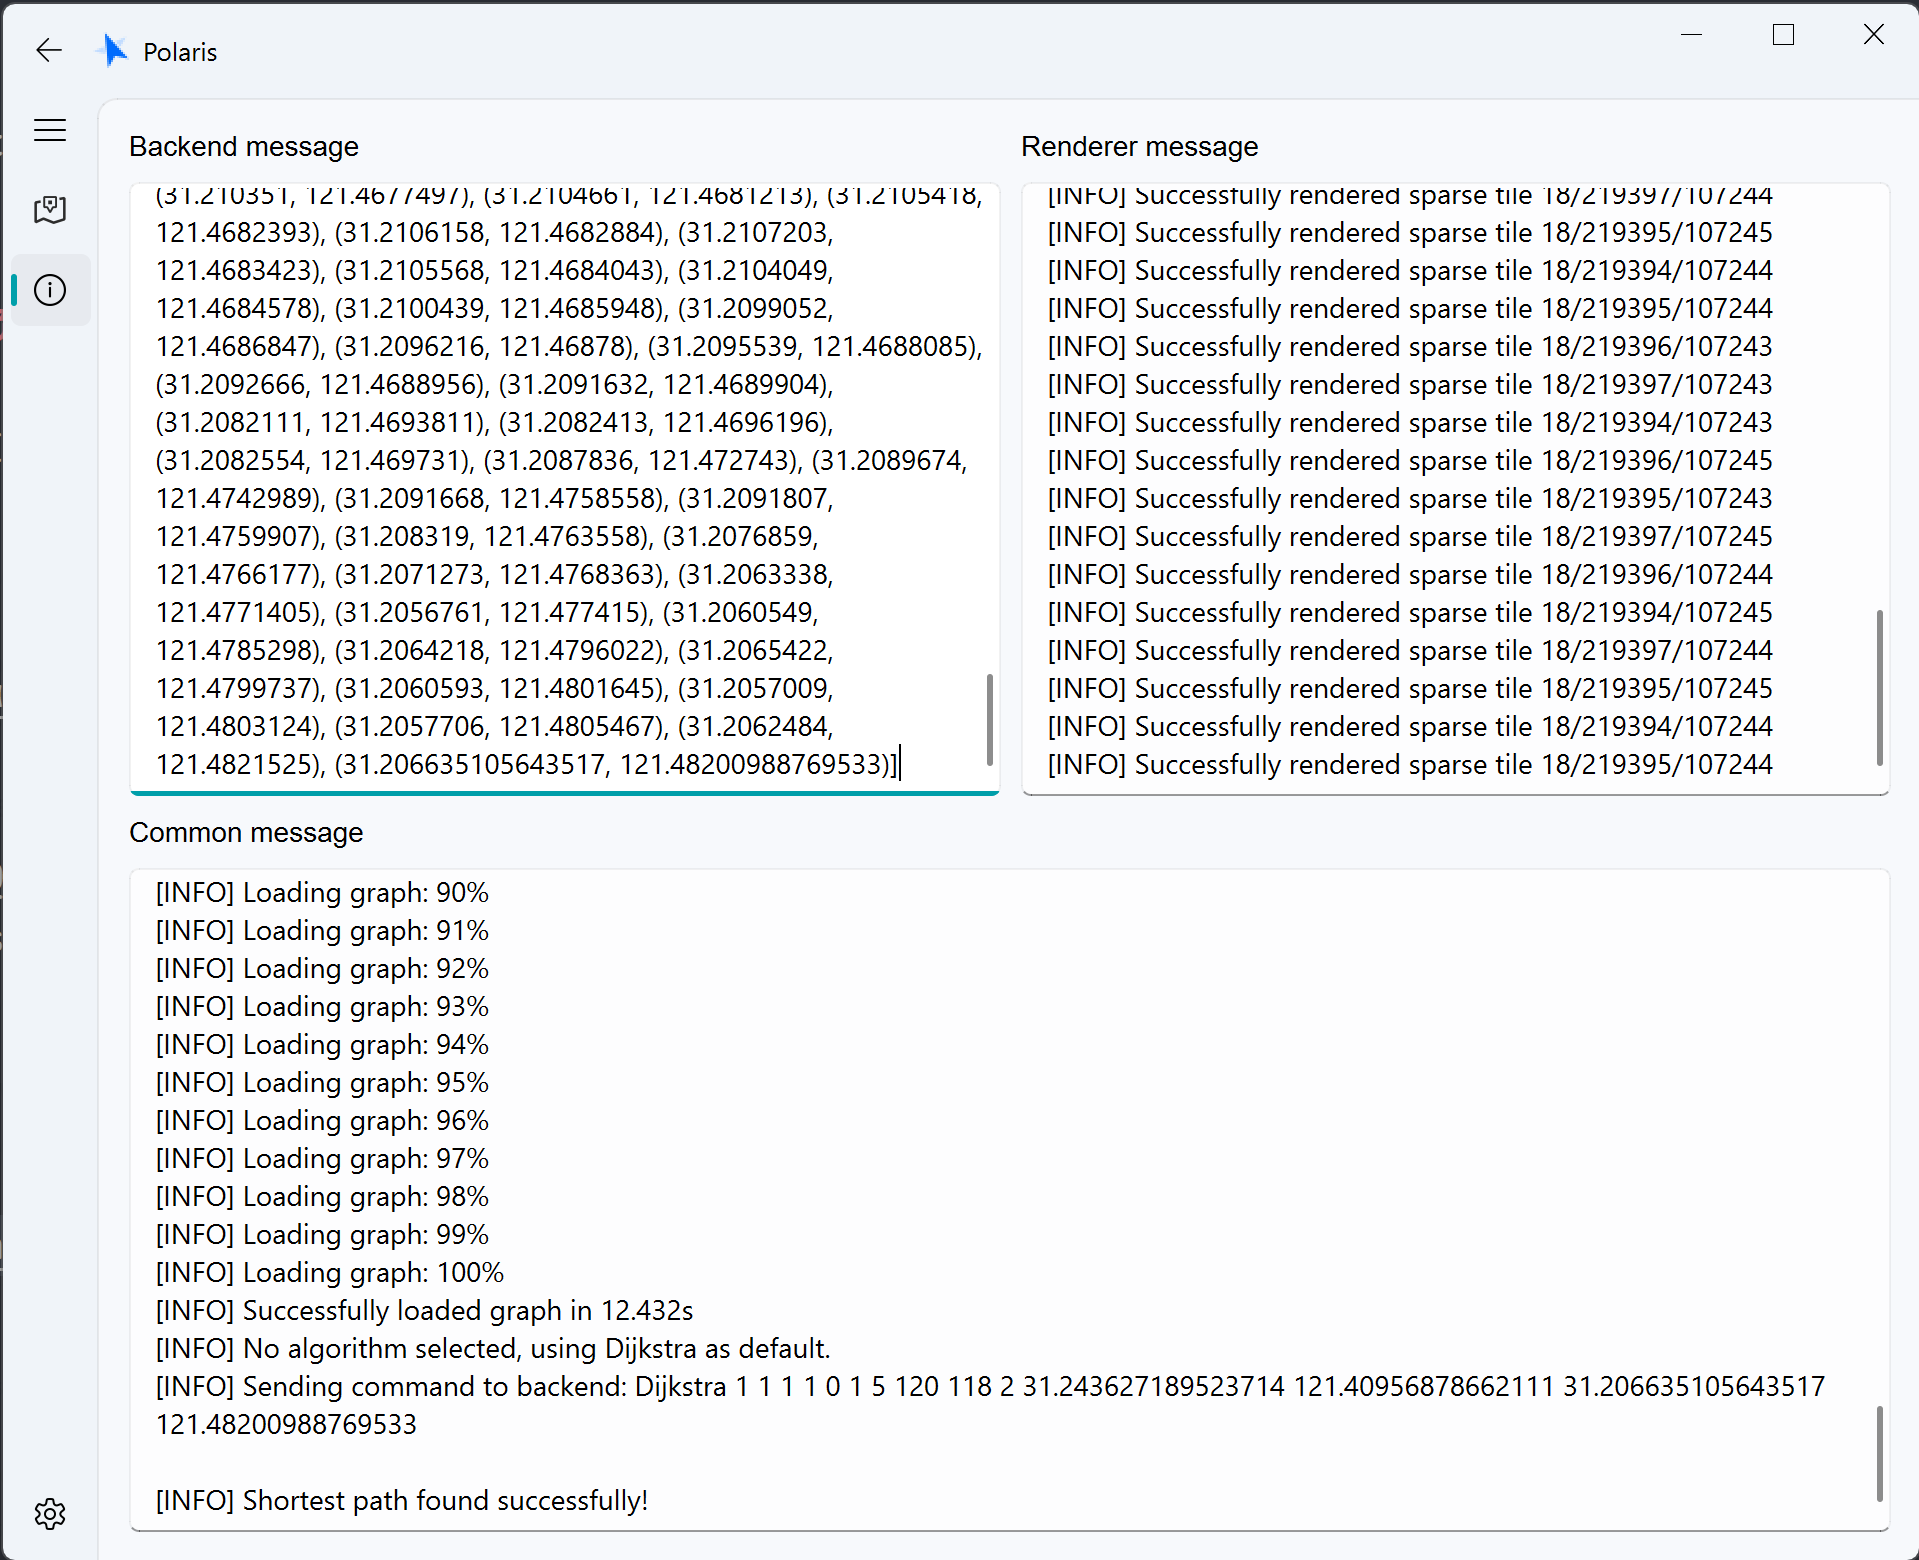 Polaris
Backend message
(31.210351, 121.4677497), (31.2104661, 121.4681213), (31.2105418,
121.4682393), (31.2106158, 121.4682884), (31.2107203,
121.4683423), (31.2105568, 121.4684043), (31.2104049,
121.4684578), (31.2100439, 121.4685948), (31.2099052,
121.4686847), (31.2096216, 121.46878), (31.2095539, 121.4688085),
(31.2092666, 121.4688956), (31.2091632, 121.4689904),
(31.2082111, 121.4693811), (31.2082413, 121.4696196),
(31.2082554, 121.469731), (31.2087836, 121.472743), (31.2089674,
121.4742989), (31.2091668, 121.4758558), (31.2091807,
121.4759907), (31.208319, 121.4763558), (31.2076859,
121.4766177), (31.2071273, 121.4768363), (31.2063338,
121.4771405), (31.2056761, 121.477415), (31.2060549,
121.4785298), (31.2064218, 121.4796022), (31.2065422,
121.4799737), (31.2060593, 121.4801645), (31.2057009,
121.4803124), (31.2057706, 121.4805467), (31.2062484,
121.4821525), (31.206635105643517, 121.48200988769533)]
Renderer message
[INFO] Successfully rendered sparse tile 18/219397/107244
[INFO] Successfully rendered sparse tile 18/219395/107245
[INFO] Successfully rendered sparse tile 18/219394/107244
[INFO] Successfully rendered sparse tile 18/219395/107244
[INFO] Successfully rendered sparse tile 18/219396/107243
[INFO] Successfully rendered sparse tile 18/219397/107243
[INFO] Successfully rendered sparse tile 18/219394/107243
[INFO] Successfully rendered sparse tile 18/219396/107245
[INFO] Successfully rendered sparse tile 18/219395/107243
[INFO] Successfully rendered sparse tile 18/219397/107245
[INFO] Successfully rendered sparse tile 18/219396/107244
[INFO] Successfully rendered sparse tile 18/219394/107245
[INFO] Successfully rendered sparse tile 18/219397/107244
[INFO] Successfully rendered sparse tile 18/219395/107245
[INFO] Successfully rendered sparse tile 18/219394/107244
[INFO] Successfully rendered sparse tile 18/219395/107244
Common message
[INFO] Loading graph: 90%
[INFO] Loading graph: 91%
[INFO] Loading graph: 92%
[INFO] Loading graph: 93%
[INFO] Loading graph: 94%
[INFO] Loading graph: 95%
[INFO] Loading graph: 96%
[INFO] Loading graph: 97%
[INFO] Loading graph: 98%
[INFO] Loading graph: 99%
[INFO] Loading graph: 100%
[INFO] Successfully loaded graph in 12.432s
[INFO] No algorithm selected, using Dijkstra as default.
[INFO] Sending command to backend: Dijkstra 1 1 1 1 0 1 5 120 118 2 31.243627189523714 121.40956878662111 31.206635105643517
121.48200988769533
[INFO] Shortest path found successfully!